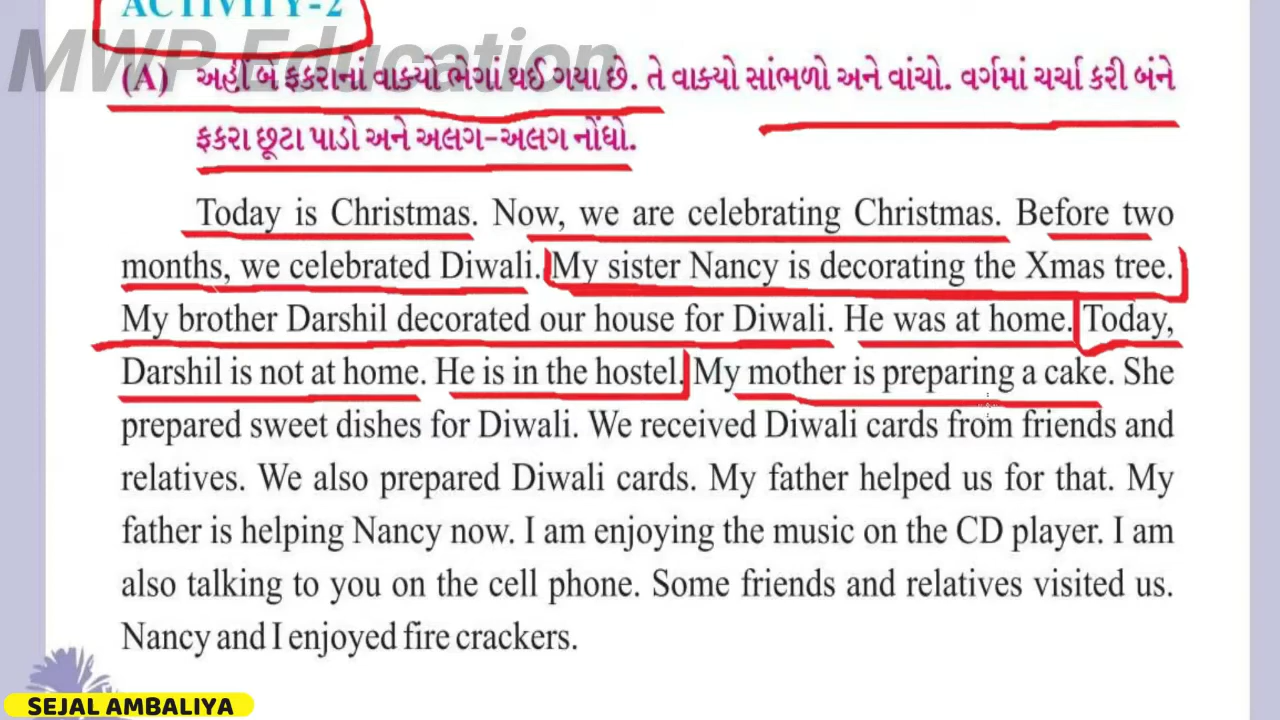 ACTIVITY-2
MWP Education
(A) અહીં બે ફકરાનાં વાક્યો ભેગાં થઈ ગયા છે. તે વાક્યો સાંભળો અને વાંચો. વર્ગમાં ચર્ચા કરી બંને
ફકરા છૂટા પાડો અને અલગ-અલગ નોંધો.
Today is Christmas. Now, we are celebrating Christmas. Before two
months, we celebrated Diwali. My sister Nancy is decorating the Xmas tree.
My brother Darshil decorated our house for Diwali. He was at home. Today,
Darshil is not at home. He is in the hostel. My mother is preparing a cake. She
prepared sweet dishes for Diwali. We received Diwali cards from friends and
relatives. We also prepared Diwali cards. My father helped us for that. My
father is helping Nancy now. I am enjoying the music on the CD player. I am
also talking to you on the cell phone. Some friends and relatives visited us.
Nancy and I enjoyed fire crackers.
SEJAL AMBALIYA